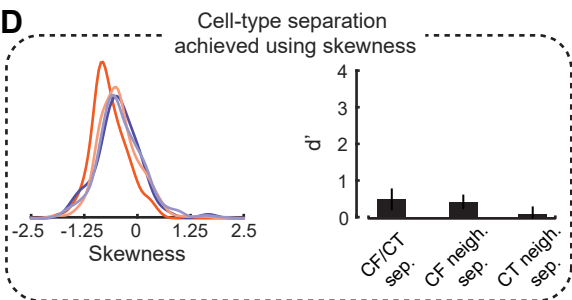 D
Cell-type separation
achieved using skewness
-2.5 -1.25 0 1.25 2.5
Skewness
d'
4
3
2
1
0
CF/CT
sep.
CF neigh.
sep.
CT neigh.
sep.